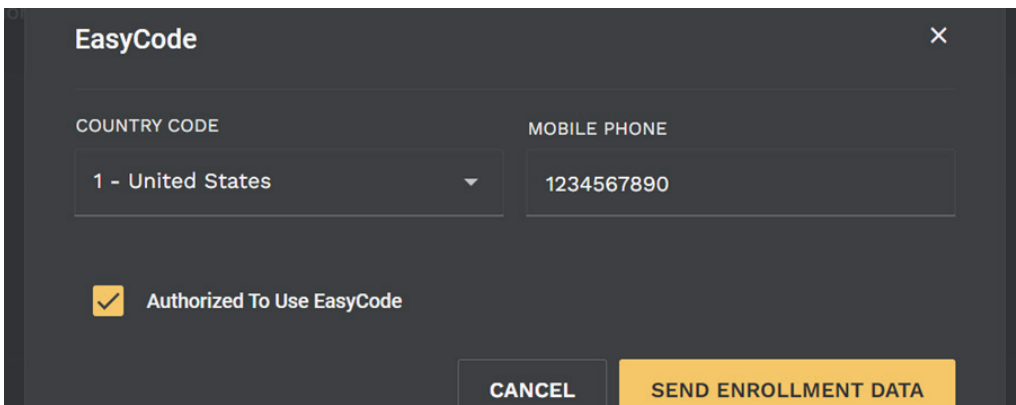 EasyCode
COUNTRY CODE
MOBILE PHONE
1 - United States
1234567890
Authorized To Use EasyCode
CANCEL
SEND ENROLLMENT DATA